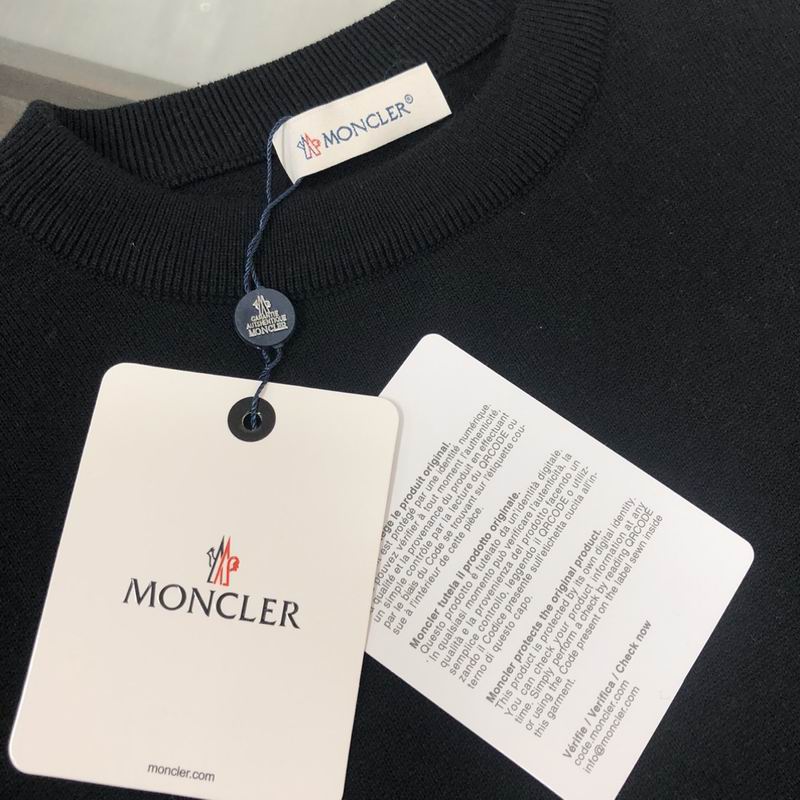 MONCLER®
GARANTIE
AUTHENTIQUE
MONCLER
MONCLER
moncler.com
le produit original.
est protégé par une identité numérique.
pouvez vérifier à tout moment l'authenticité,
qualité et la provenance du produit en effectuant
un simple contrôle par la lecture du QRCODE ou
par le biais du Code se trouvant sur l'étiquette cou-
sue à l'intérieur de cette pièce.
Moncler tutela il prodotto originale.
Questo prodotto è tutelato da un'identità digitale,
in qualsiasi momento può verificare l'autenticità, la
qualità e la provenienza del prodotto facendo un
semplice controllo, leggendo il QRCODE o utiliz-
zando il Codice presente sull'etichetta cucita all'in-
terno di questo capo.
Moncler protects the original product.
This product is protected by its own digital identity.
You can check your product information at any
time. Simply perform a check by reading QRCODE
or using the Code present on the label sewn inside
this garment.
Vérifie / Verifica / Check now
code.moncler.com
info@moncler.com